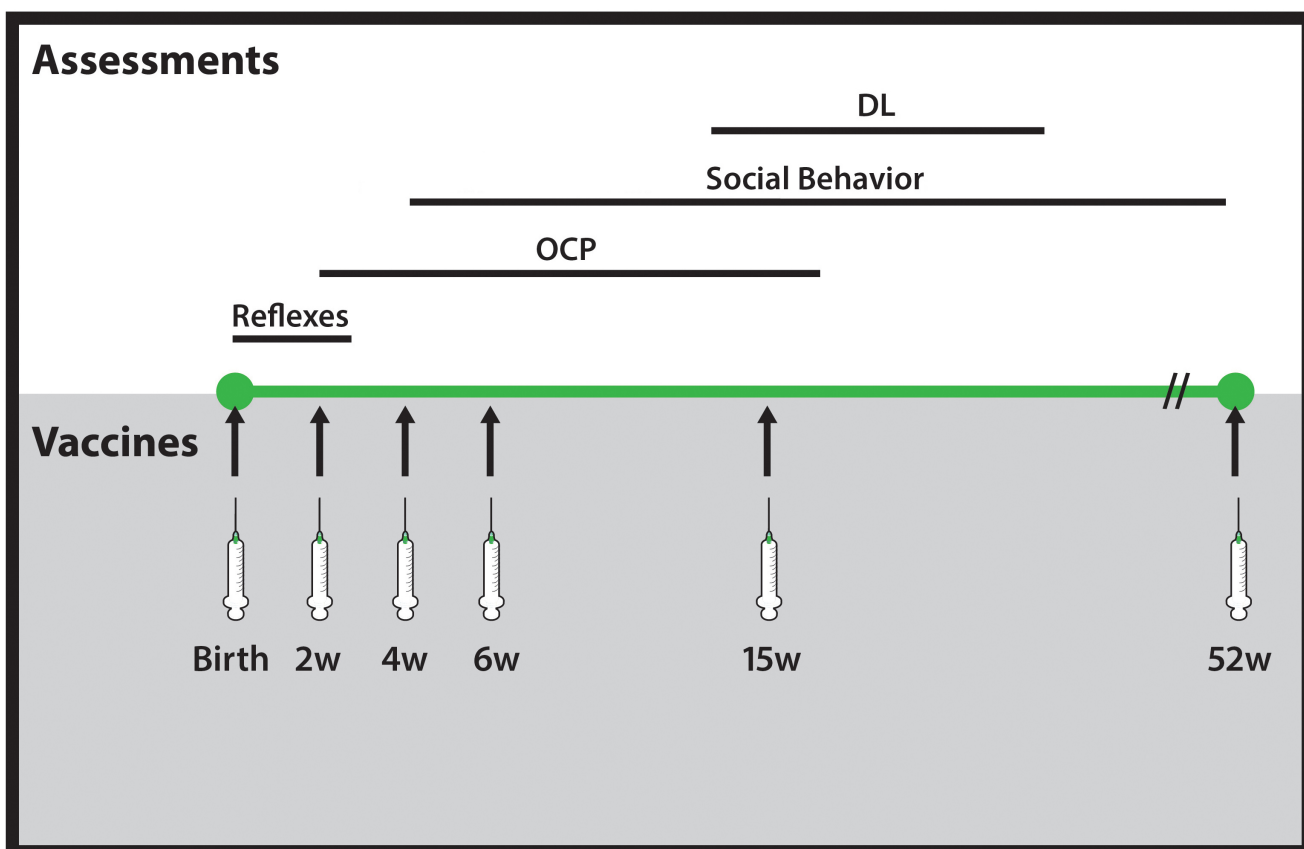 Assessments
DL
Social Behavior
OCP
Reflexes
Vaccines
Birth 2w 4w 6w 15w 52w